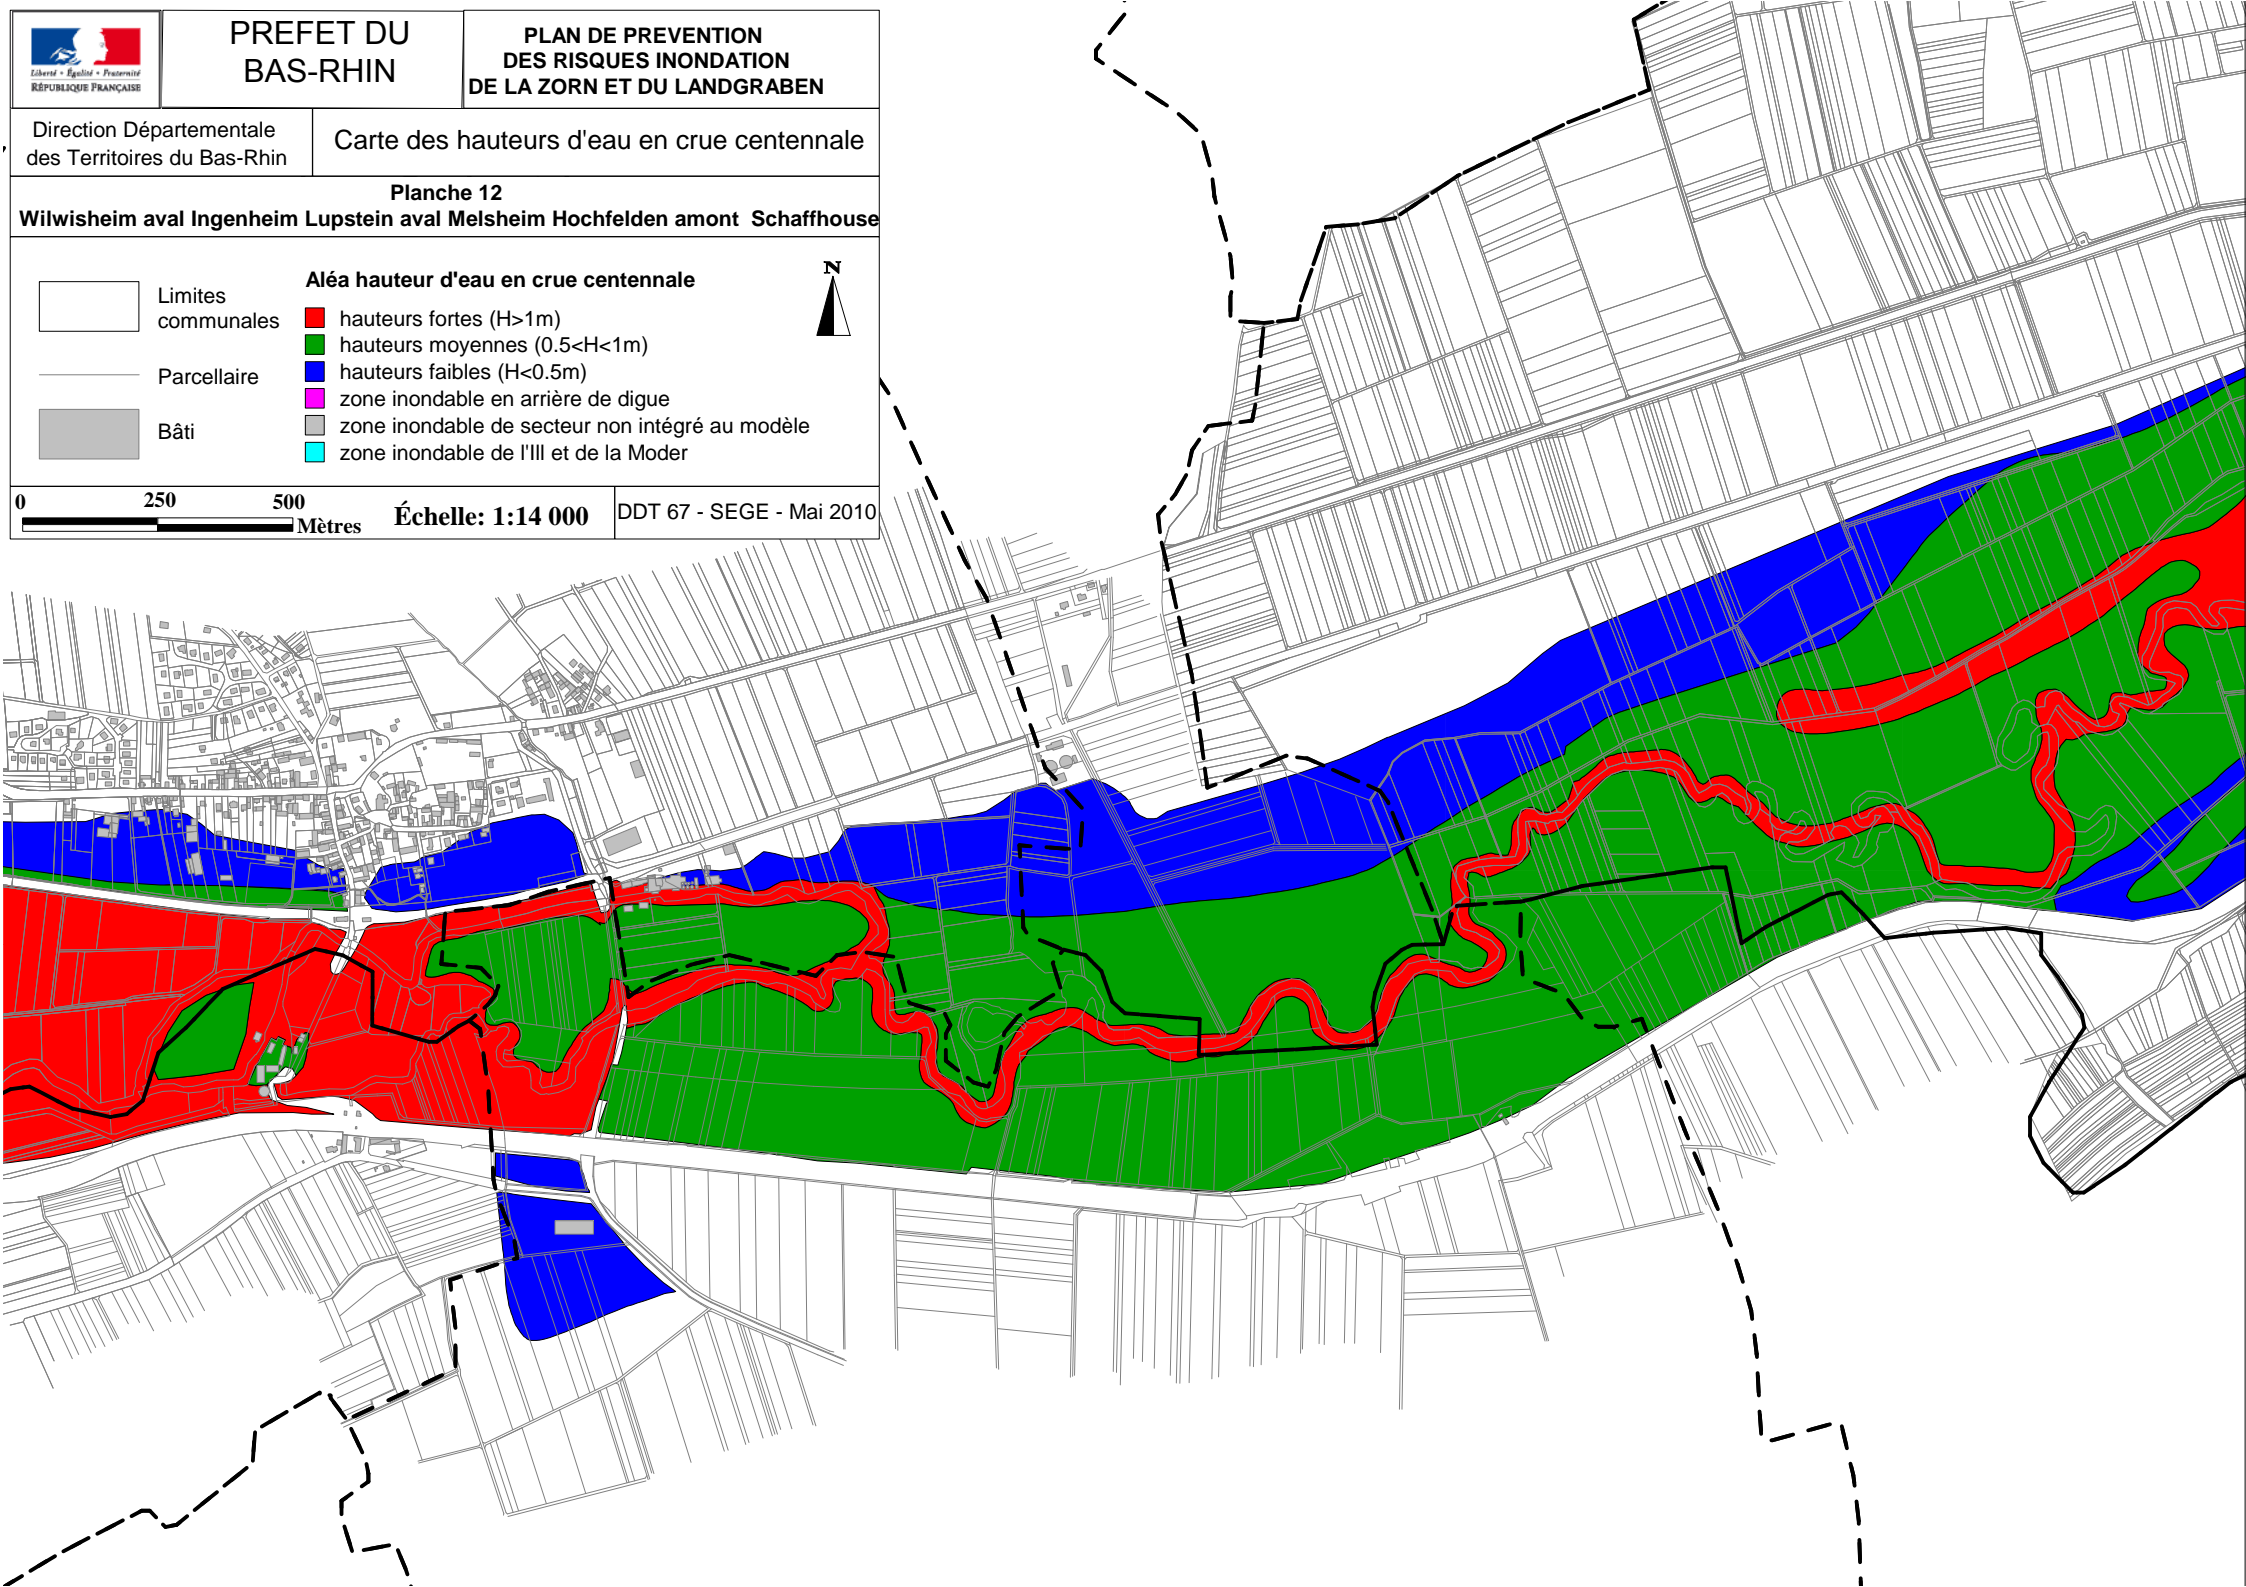 Liberté • Égalité • Fraternité
RÉPUBLIQUE FRANÇAISE
PREFET DU
BAS-RHIN
PLAN DE PREVENTION
DES RISQUES INONDATION
DE LA ZORN ET DU LANDGRABEN
Direction Départementale
des Territoires du Bas-Rhin
Carte des hauteurs d'eau en crue centennale
Planche 12
Wilwisheim aval Ingenheim Lupstein aval Melsheim Hochfelden amont Schaffhouse
Limites
communales
Parcellaire
Bâti
Aléa hauteur d'eau en crue centennale
hauteurs fortes (H>1m)
hauteurs moyennes (0.5<H<1m)
hauteurs faibles (H<0.5m)
zone inondable en arrière de digue
zone inondable de secteur non intégré au modèle
zone inondable de l'Ill et de la Moder
N
0 250 500
Mètres
Échelle: 1:14 000
DDT 67 - SEGE - Mai 2010